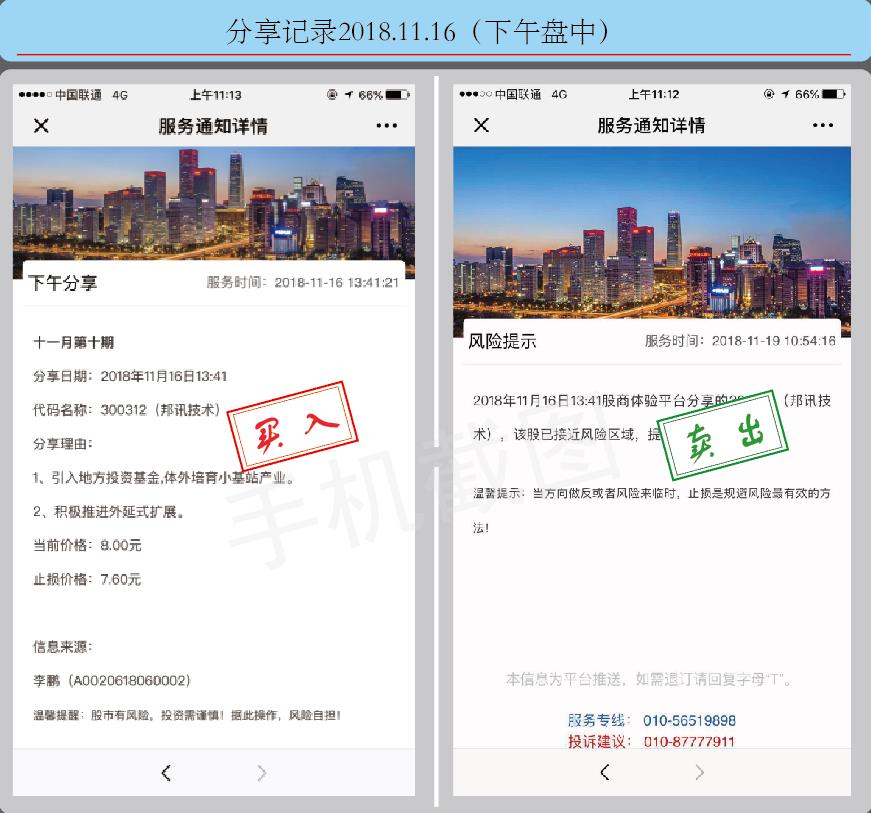 分享记录2018.11.16（下午盘中）
中国联通 4G 上午11:13 66%
服务通知详情
下午分享 服务时间：2018-11-16 13:41:21
十一月第十期
分享日期：2018年11月16日13:41
代码名称：300312（邦讯技术）
买入
分享理由：
1、引入地方投资基金,体外培育小基站产业。
2、积极推进外延式扩展。
当前价格：8.00元
止损价格：7.60元
信息来源：
李鹏（A0020618060002）
温馨提醒：股市有风险，投资需谨慎！据此操作，风险自担！
中国联通 4G 上午11:12 66%
服务通知详情
风险提示 服务时间：2018-11-19 10:54:16
2018年11月16日13:41股商体验平台分享的（邦讯技
术），该股已接近风险区域，提
卖出
温馨提示：当方向做反或者风险来临时，止损是规避风险最有效的方
法！
本信息为平台推送，如需退订请回复字母“T”。
服务专线： 010-56519898
投诉建议： 010-87777911
手机截图